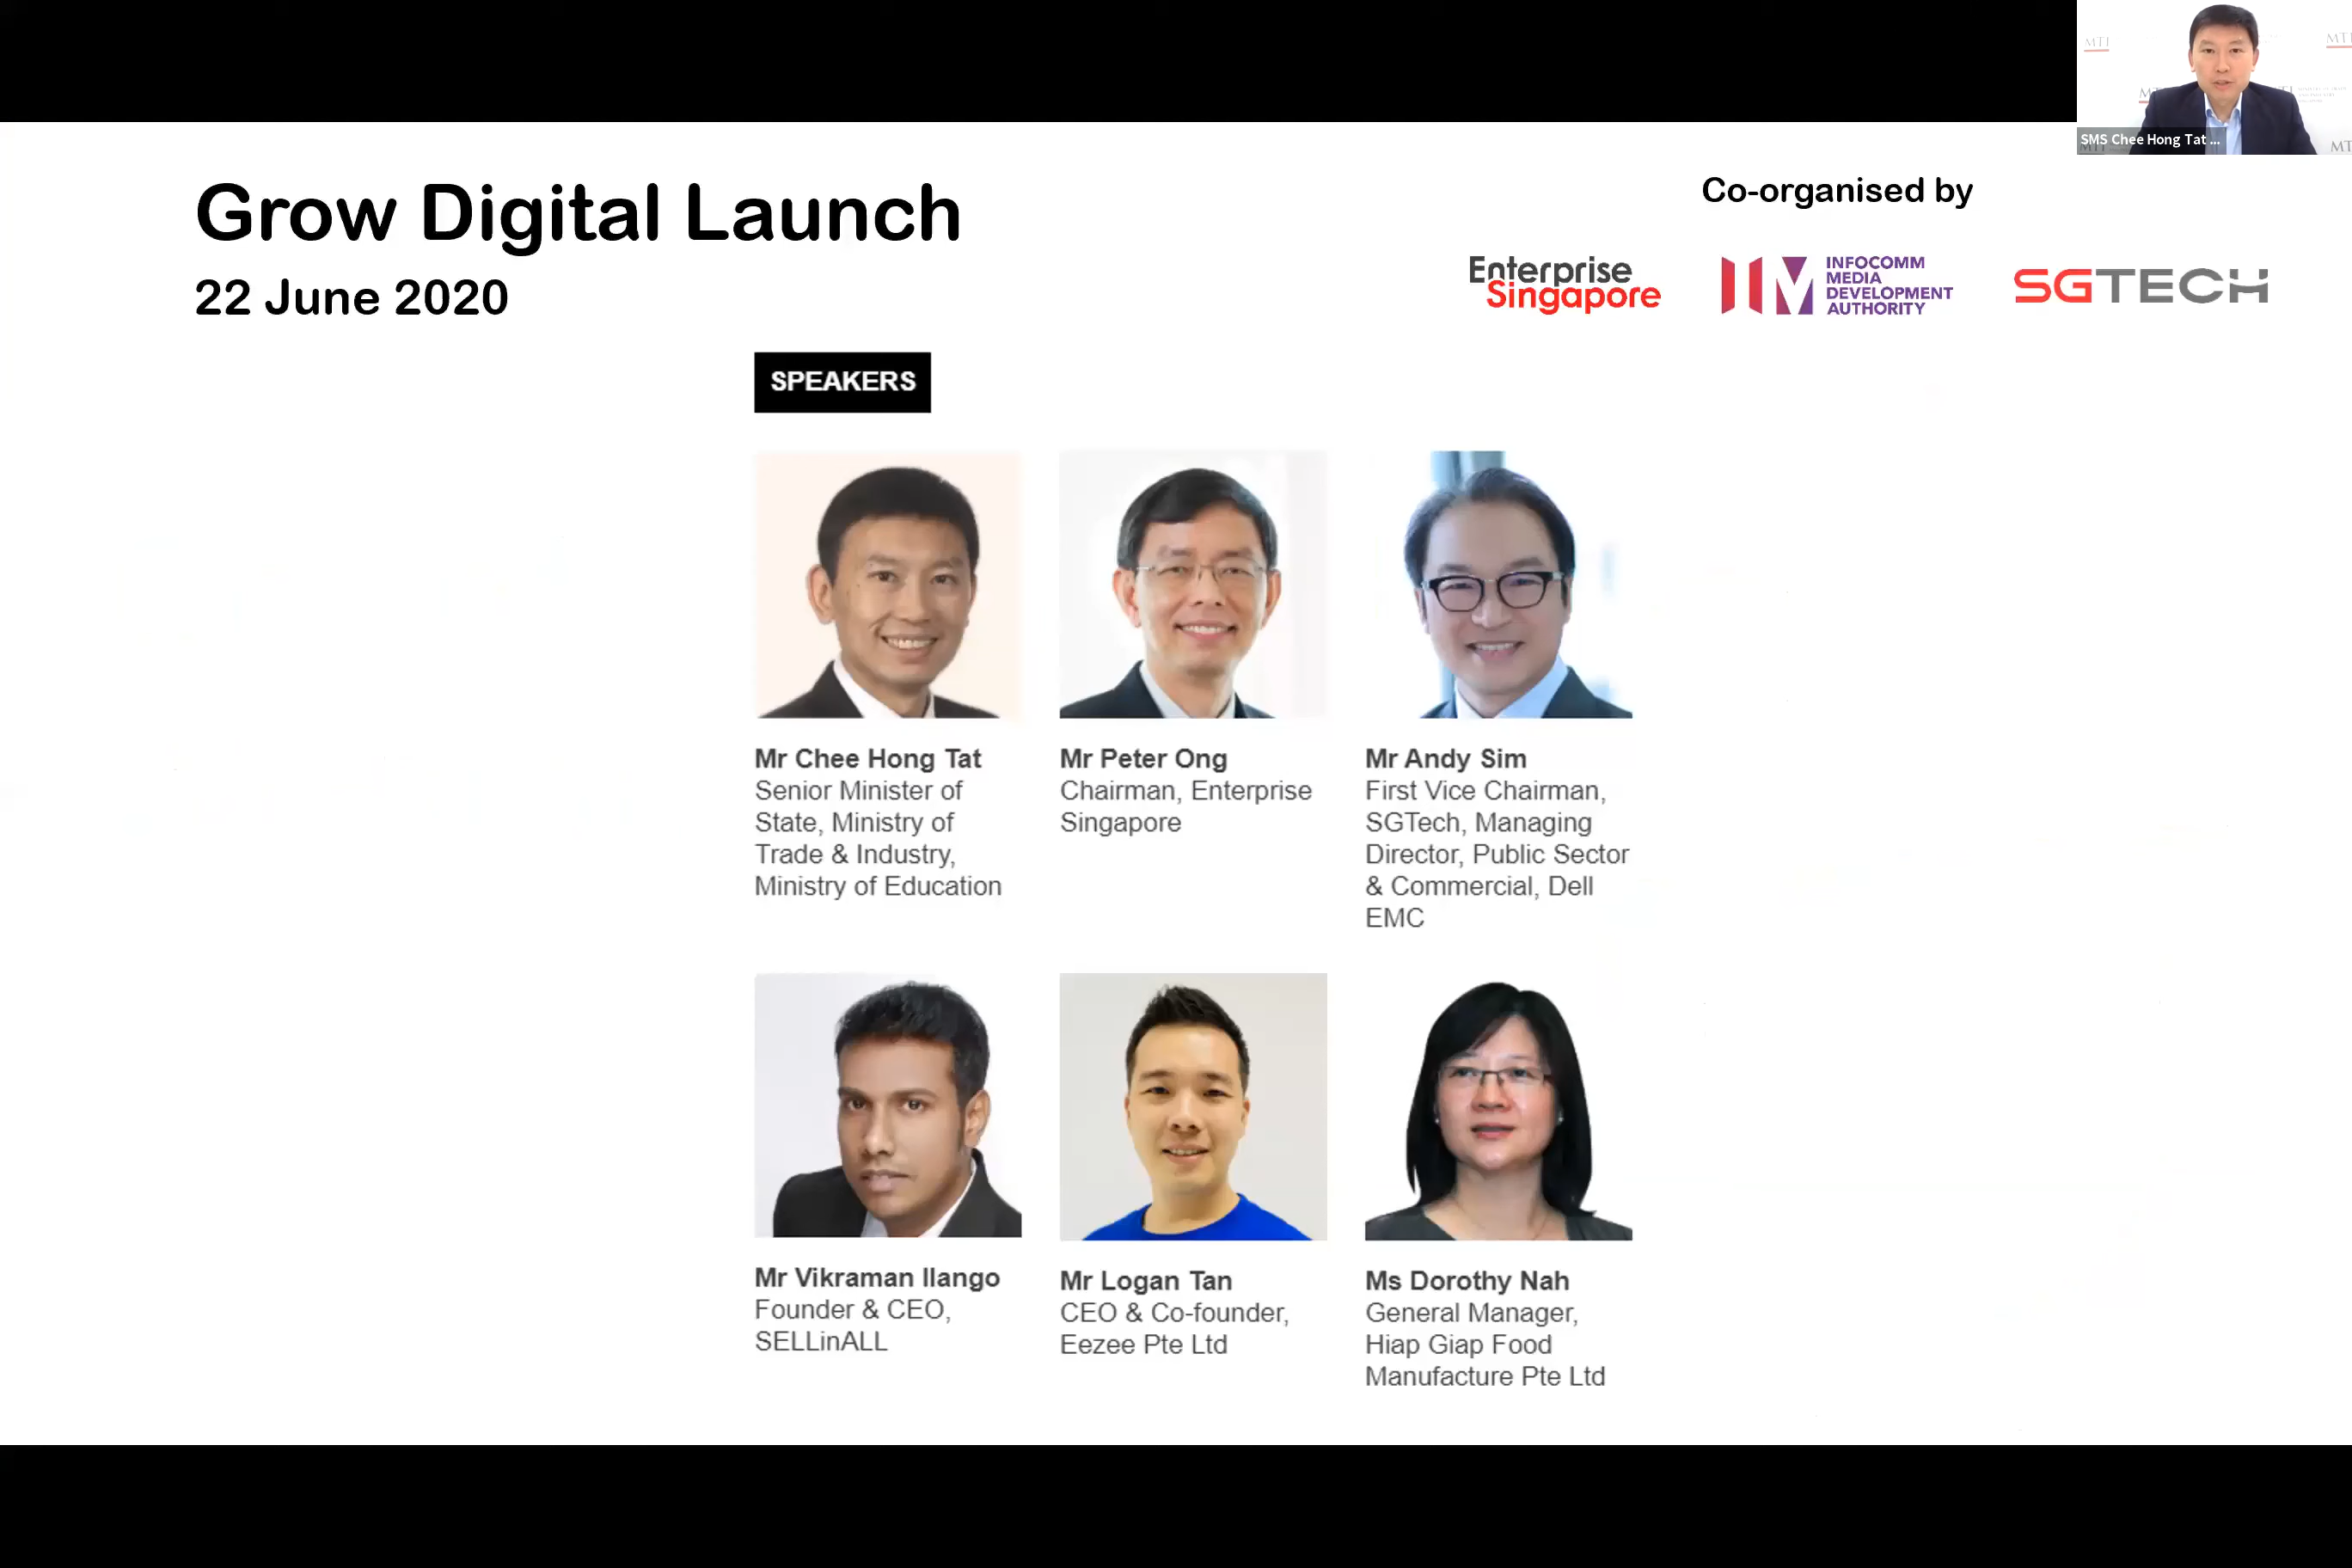 MTI
SMS Chee Hong Tat ...
Grow Digital Launch
22 June 2020
Co-organised by
Enterprise
Singapore
INFOCOMM
MEDIA
DEVELOPMENT
AUTHORITY
SGTECH
SPEAKERS
Mr Chee Hong Tat
Senior Minister of
State, Ministry of
Trade & Industry,
Ministry of Education
Mr Peter Ong
Chairman, Enterprise
Singapore
Mr Andy Sim
First Vice Chairman,
SGTech, Managing
Director, Public Sector
& Commercial, Dell
EMC
Mr Vikraman Ilango
Founder & CEO,
SELLinALL
Mr Logan Tan
CEO & Co-founder,
Eezee Pte Ltd
Ms Dorothy Nah
General Manager,
Hiap Giap Food
Manufacture Pte Ltd